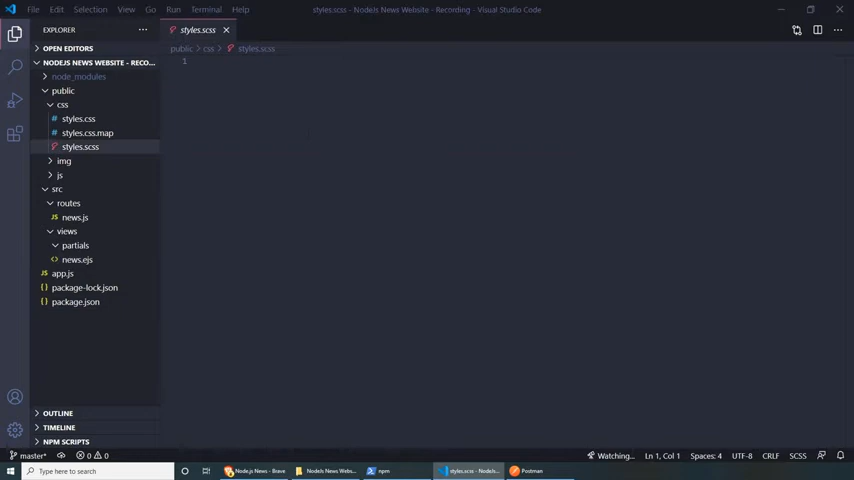 File Edit Selection View Go Run Terminal Help
styles.scss - NodeJs News Website - Recording - Visual Studio Code
EXPLORER
styles.scss
public > css > styles.scss
OPEN EDITORS
NODEJS NEWS WEBSITE - RECO...
1
node_modules
public
css
styles.css
styles.css.map
styles.scss
img
js
src
routes
JS news.js
views
partials
<> news.ejs
JS app.js
{ } package-lock.json
{ } package.json
OUTLINE
TIMELINE
NPM SCRIPTS
master* 0 0 Watching... Ln 1, Col 1 Spaces: 4 UTF-8 CRLF SCSS
Type here to search Node.js News - Brave NodeJs News Webs... npm styles.scss - NodeJs... Postman